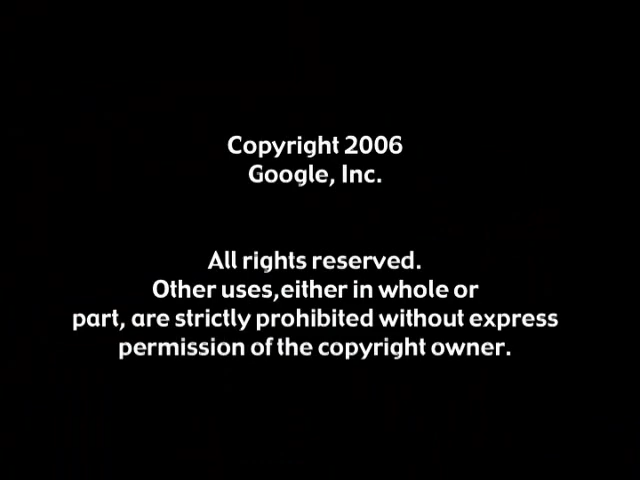 Copyright 2006
Google, Inc.
All rights reserved.
Other uses,either in whole or
part, are strictly prohibited without express
permission of the copyright owner.